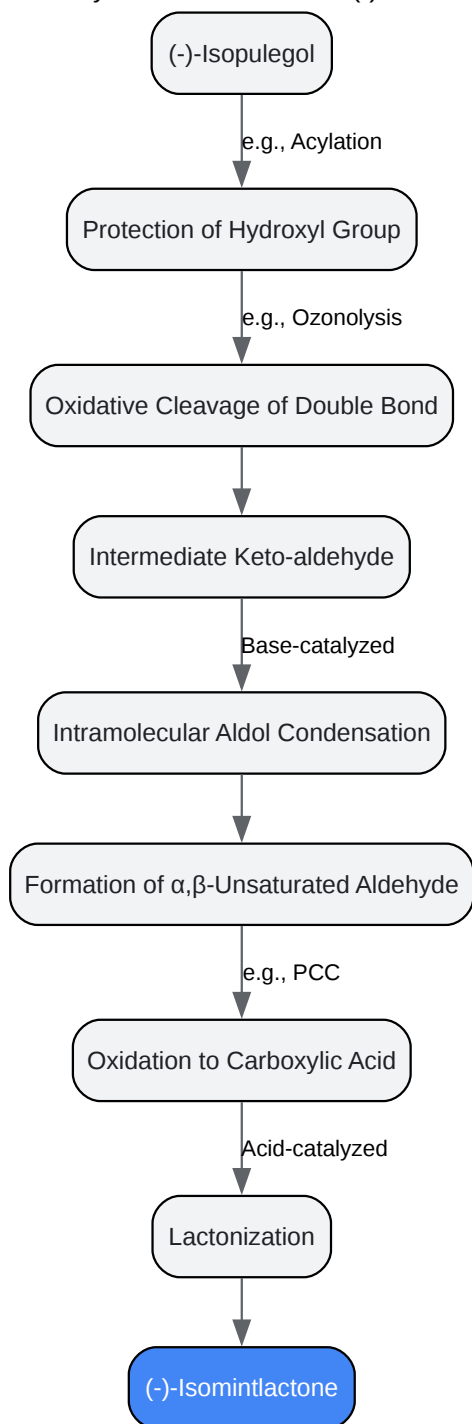 (-)-Isopulegol
e.g., Acylation
Protection of Hydroxyl Group
e.g., Ozonolysis
Oxidative Cleavage of Double Bond
Intermediate Keto-aldehyde
Base-catalyzed
Intramolecular Aldol Condensation
Formation of α,β-Unsaturated Aldehyde
e.g., PCC
Oxidation to Carboxylic Acid
Acid-catalyzed
Lactonization
(-)-Isomintlactone